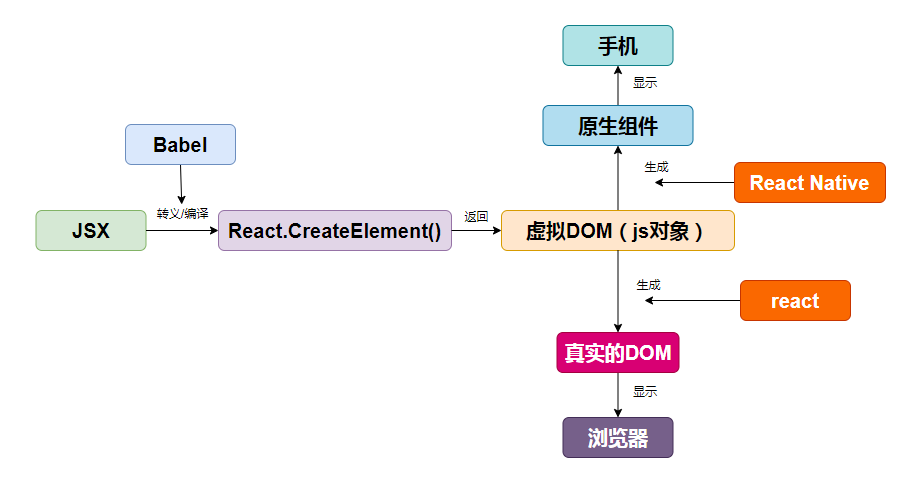 手机
显示
原生组件
Babel
生成
React Native
转义/编译
JSX
React.CreateElement()
返回
虚拟DOM（js对象）
生成
react
真实的DOM
显示
浏览器